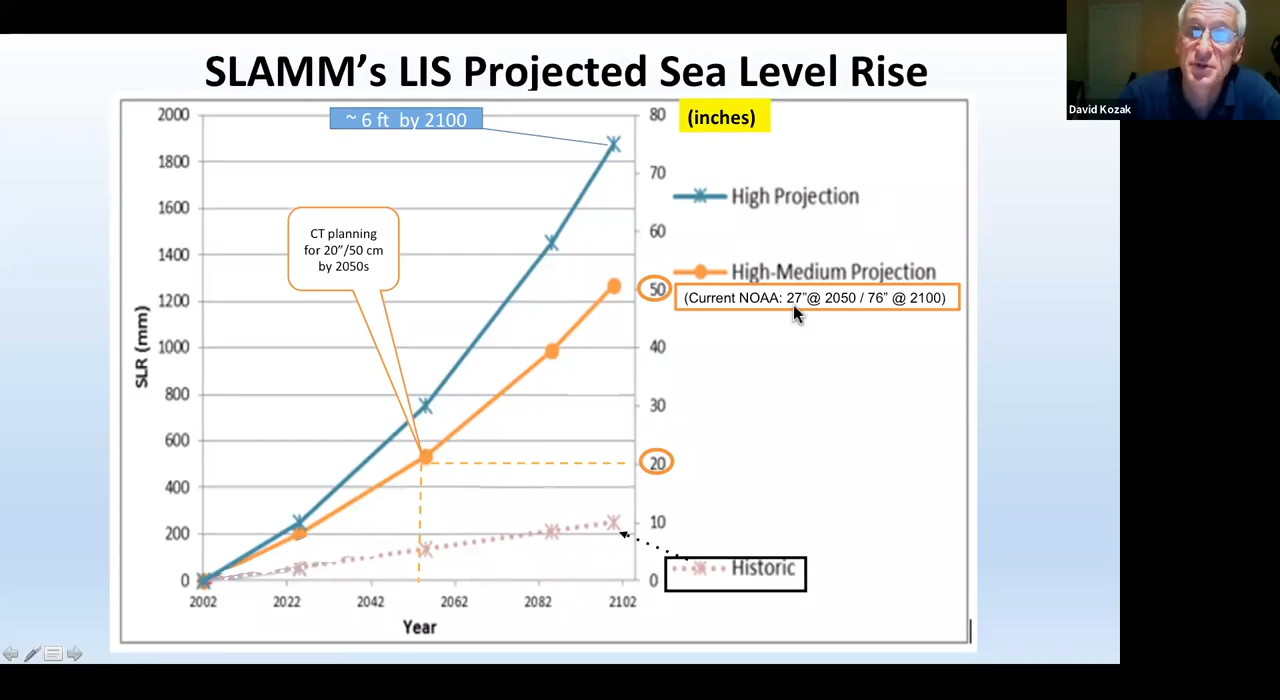 SLAMM’s LIS Projected Sea Level Rise
David Kozak
2000
1800
1600
1400
1200
1000
800
600
400
200
0
SLR (mm)
~ 6 ft by 2100
CT planning
for 20”/50 cm
by 2050s
80
70
60
50
40
30
20
10
0
(inches)
High Projection
High-Medium Projection
(Current NOAA: 27”@ 2050 / 76” @ 2100)
Historic
2002
2022
2042
2062
2082
2102
Year